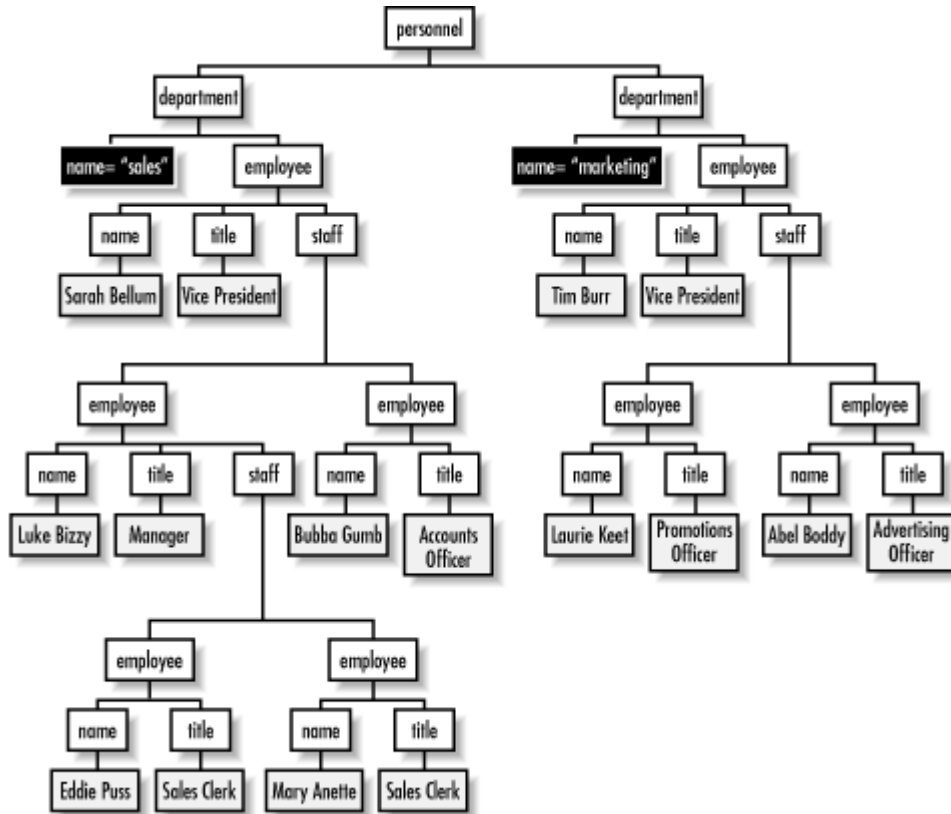 personnel
department
department
name= “sales”
employee
name= “marketing”
employee
name
title
staff
name
title
staff
Sarah Bellum
Vice President
Tim Burr
Vice President
employee
employee
employee
employee
name
title
staff
name
title
name
title
name
title
Luke Bizzy
Manager
Bubba Gumb
Accounts
Officer
Laurie Keet
Promotions
Officer
Abel Boddy
Advertising
Officer
employee
employee
name
title
name
title
Eddie Puss
Sales Clerk
Mary Anette
Sales Clerk